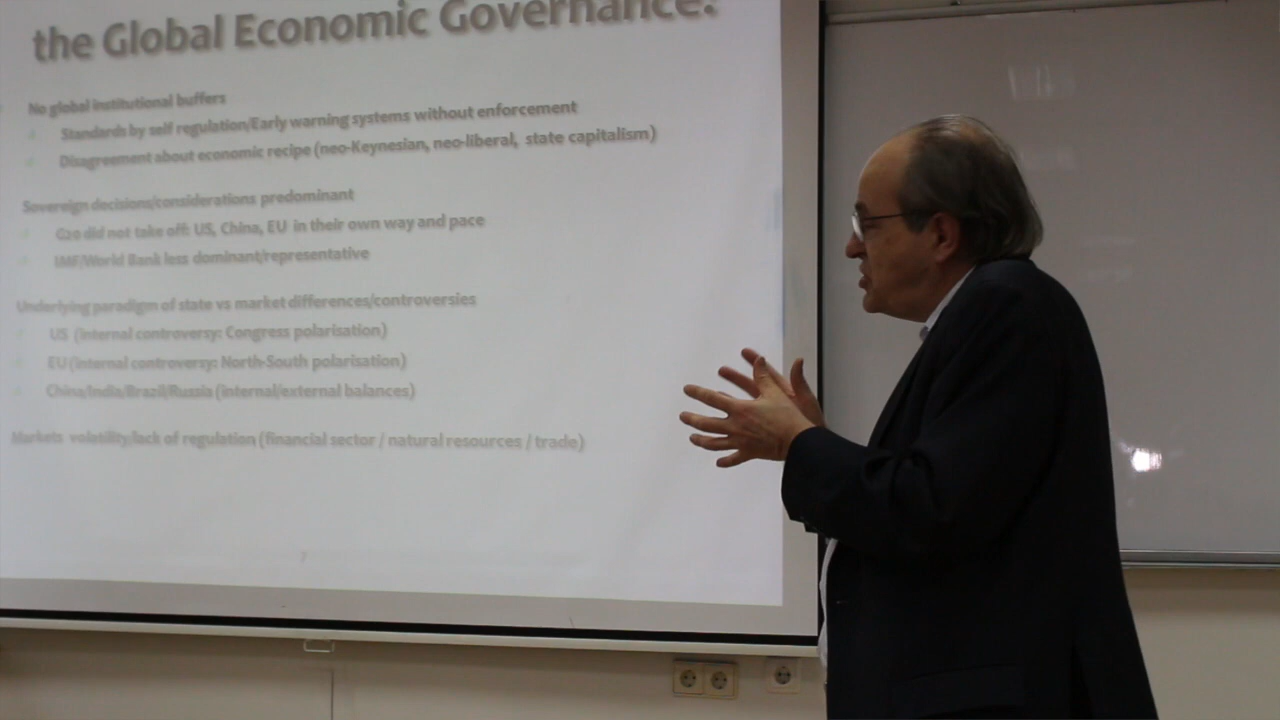 the Global Economic Governance:
No global institutional buffers
Standards by self regulation/Early warning systems without enforcement
Disagreement about economic recipe (neo-Keynesian, neo-liberal, state capitalism)
Sovereign decisions/considerations predominant
G20 did not take off: US, China, EU in their own way and pace
IMF/World Bank less dominant/representative
Underlying paradigm of state vs market differences/controversies
US (internal controversy: Congress polarisation)
EU (internal controversy: North-South polarisation)
China/India/Brazil/Russia (internal/external balances)
Markets volatility/lack of regulation (financial sector / natural resources / trade)